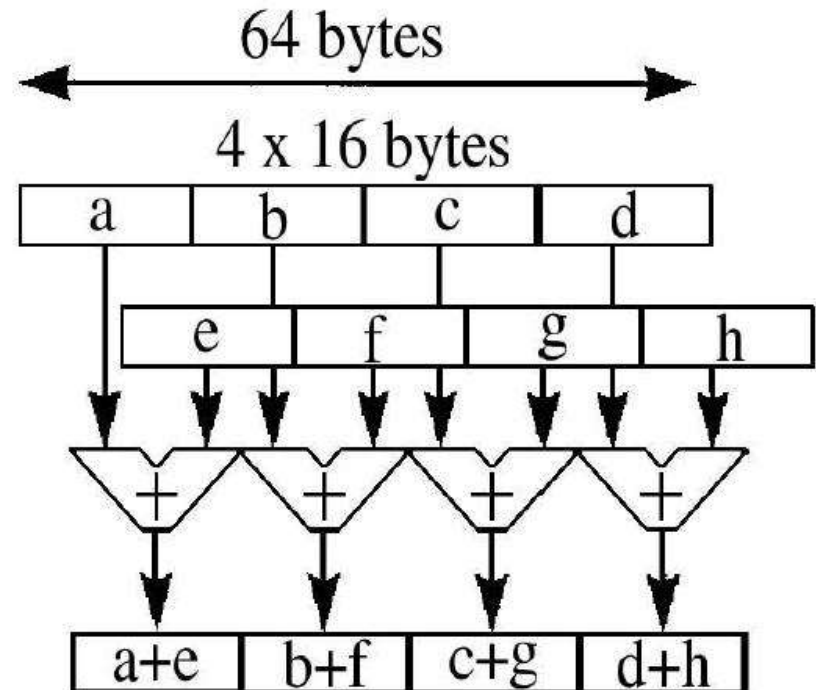 64 bytes
4 x 16 bytes
a b c d
e f g h
+ + + +
a+e b+f c+g d+h